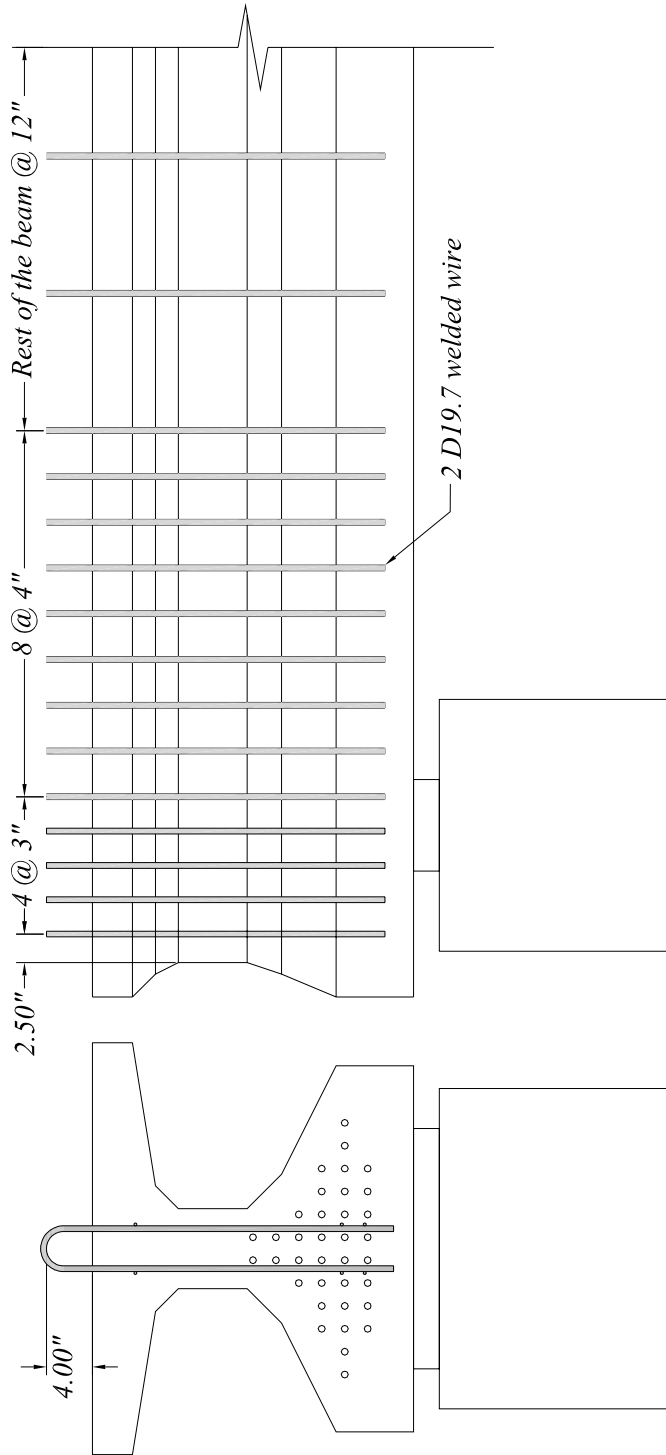 2.50"
4 @ 3"
8 @ 4"
Rest of the beam @ 12"
2 D19.7 welded wire
4.00"